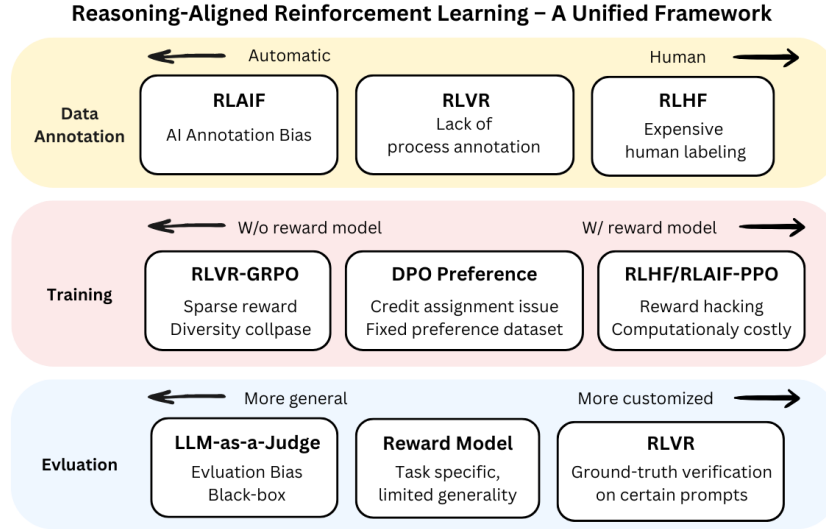 Reasoning-Aligned Reinforcement Learning – A Unified Framework
Automatic
Human
Data
Annotation
RLAIF
AI Annotation Bias
RLVR
Lack of
process annotation
RLHF
Expensive
human labeling
W/o reward model
W/ reward model
Training
RLVR-GRPO
Sparse reward
Diversity collpase
DPO Preference
Credit assignment issue
Fixed preference dataset
RLHF/RLAIF-PPO
Reward hacking
Computationaly costly
More general
More customized
Evluation
LLM-as-a-Judge
Evluation Bias
Black-box
Reward Model
Task specific,
limited generality
RLVR
Ground-truth verification
on certain prompts